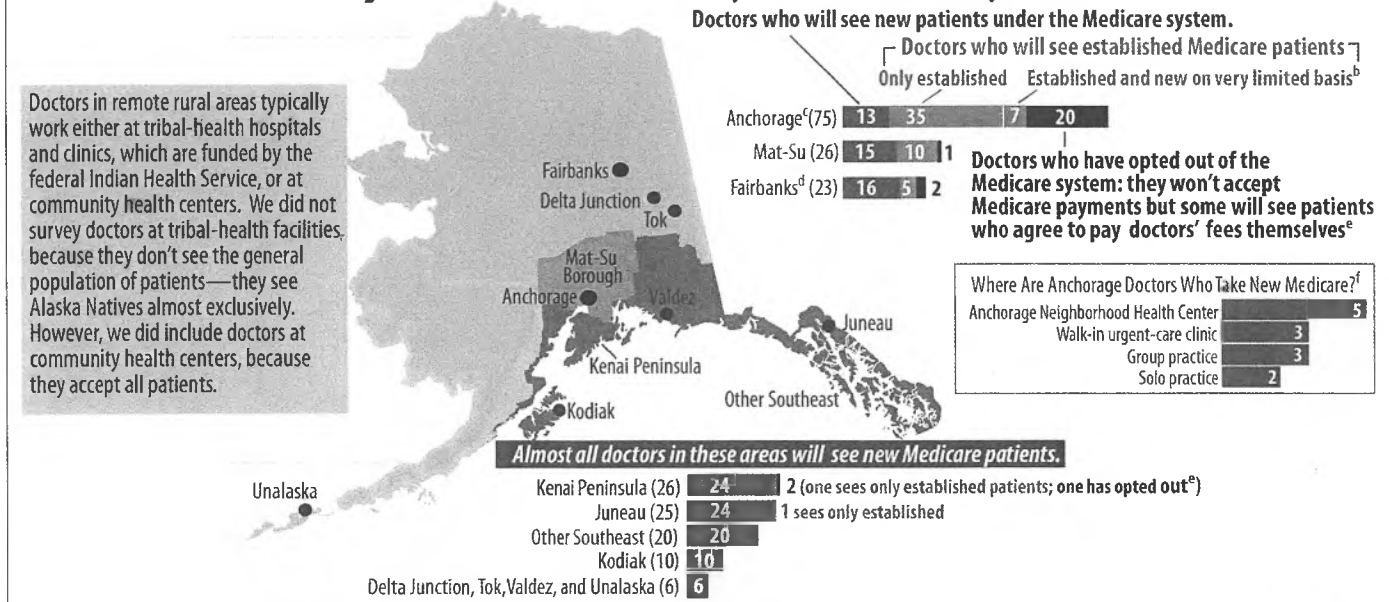 Doctors who will see new patients under the Medicare system.
Doctors who will see established Medicare patients
Only established
Established and new on very limited basisb
Anchoragec(75) 13 35 7 20
Mat-Su (26) 15 10 1
Fairbanksd (23) 16 5 2
Doctors who have opted out of the
Medicare system: they won't accept
Medicare payments but some will see patients
who agree to pay doctors' fees themselvese
Doctors in remote rural areas typically
work either at tribal-health hospitals
and clinics, which are funded by the
federal Indian Health Service, or at
community health centers. We did not
survey doctors at tribal-health facilities,
because they don't see the general
population of patients—they see
Alaska Natives almost exclusively.
However, we did include doctors at
community health centers, because
they accept all patients.
Fairbanks
Delta Junction
Tok
Mat-Su
Borough
Anchorage
Valdez
Juneau
Kenai Peninsula
Other Southeast
Kodiak
Unalaska
Where Are Anchorage Doctors Who Take New Medicare?f
Anchorage Neighborhood Health Center 5
Walk-in urgent-care clinic 3
Group practice 3
Solo practice 2
Almost all doctors in these areas will see new Medicare patients.
Kenai Peninsula (26) 24 2 (one sees only established patients; one has opted oute)
Juneau (25) 24 1 sees only established
Other Southeast (20) 20
Kodiak (10) 10
Delta Junction, Tok, Valdez, and Unalaska (6) 6